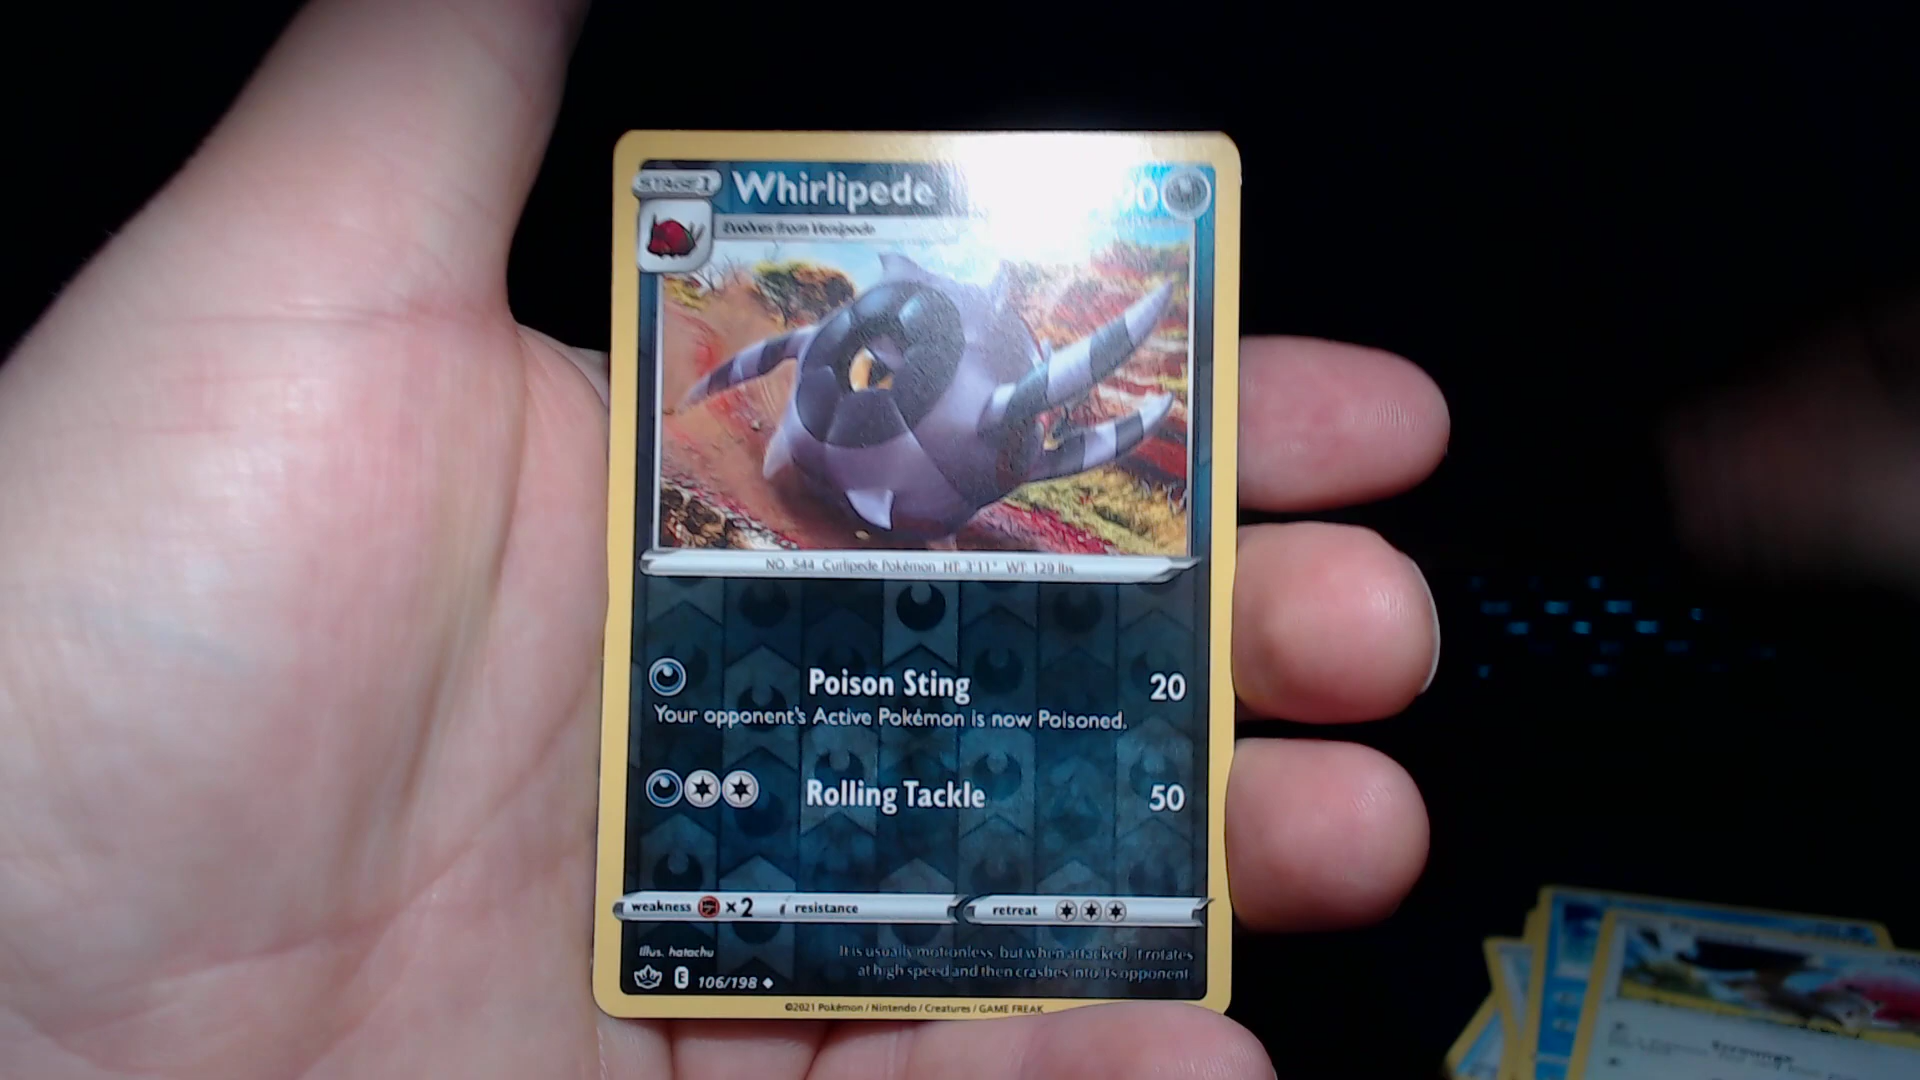 STAGE 1
Whirlipede
90
Evolves from Venipede
NO. 544 Curlipede Pokémon HT: 3'11" WT: 129 lbs
Poison Sting 20
Your opponent's Active Pokémon is now Poisoned.
Rolling Tackle 50
weakness ×2 resistance retreat
Illus. hatachu
It is usually motionless, but when attacked, it rotates
at high speed and then crashes into its opponent.
E 106/198
©2021 Pokémon / Nintendo / Creatures / GAME FREAK